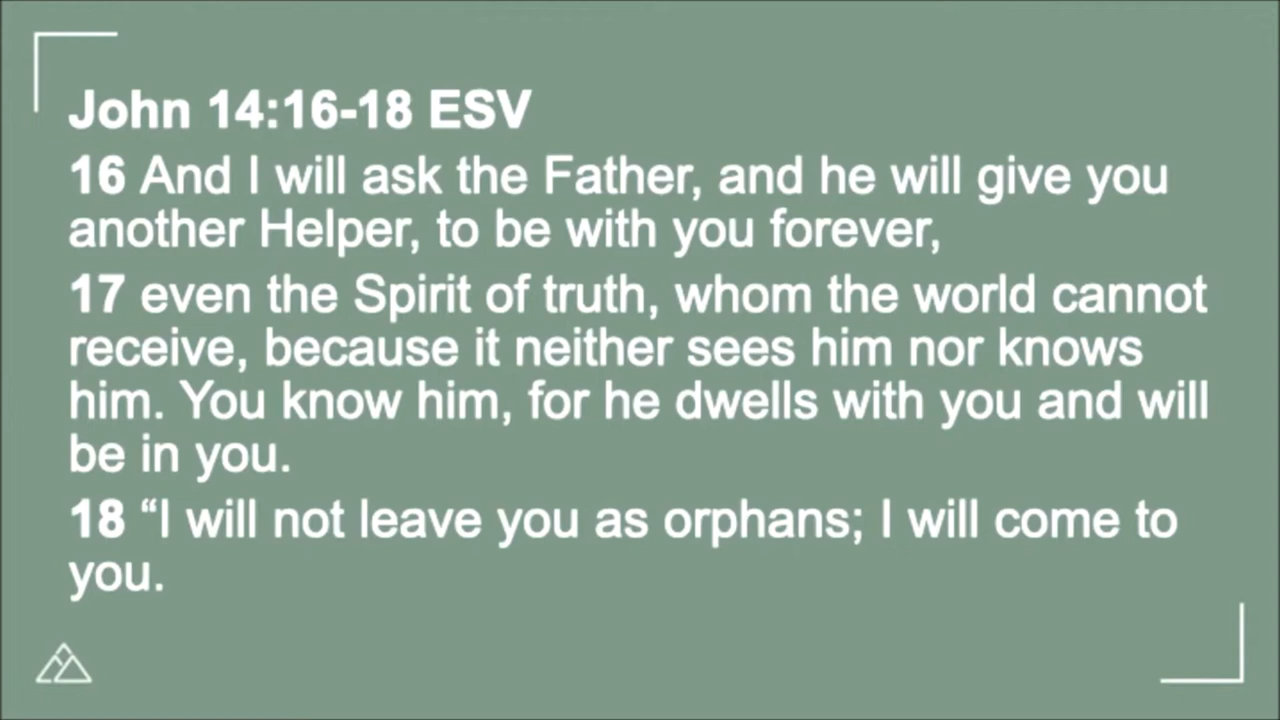 John 14:16-18 ESV
16 And I will ask the Father, and he will give you
another Helper, to be with you forever,
17 even the Spirit of truth, whom the world cannot
receive, because it neither sees him nor knows
him. You know him, for he dwells with you and will
be in you.
18 “I will not leave you as orphans; I will come to
you.